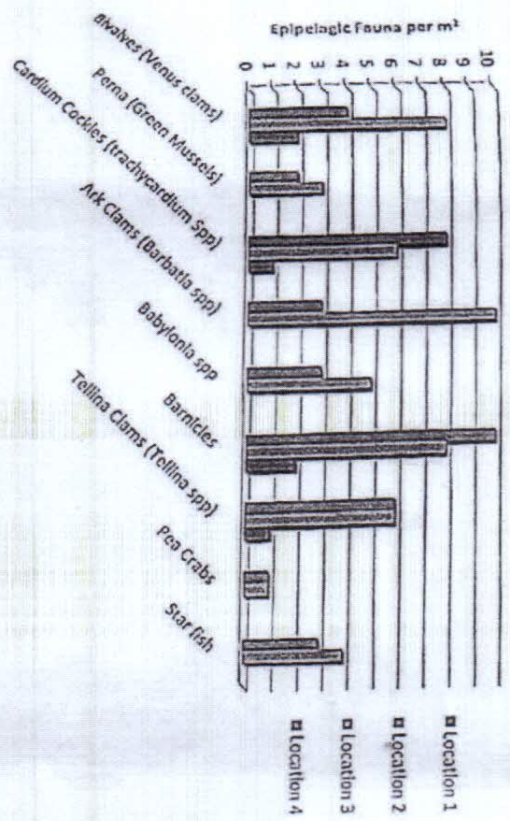 Epipelagic Fauna per m²
10
9
8
7
6
5
4
3
2
1
0
Bivalves (Venus clams)
Perna (Green Mussels)
Cardium Cockles (trachycardium Spp)
Ark Clams (Barbatia spp)
Babylonia spp
Barnicles
Tellina Clams (Tellina spp)
Pea Crabs
Star fish
Location 1
Location 2
Location 3
Location 4